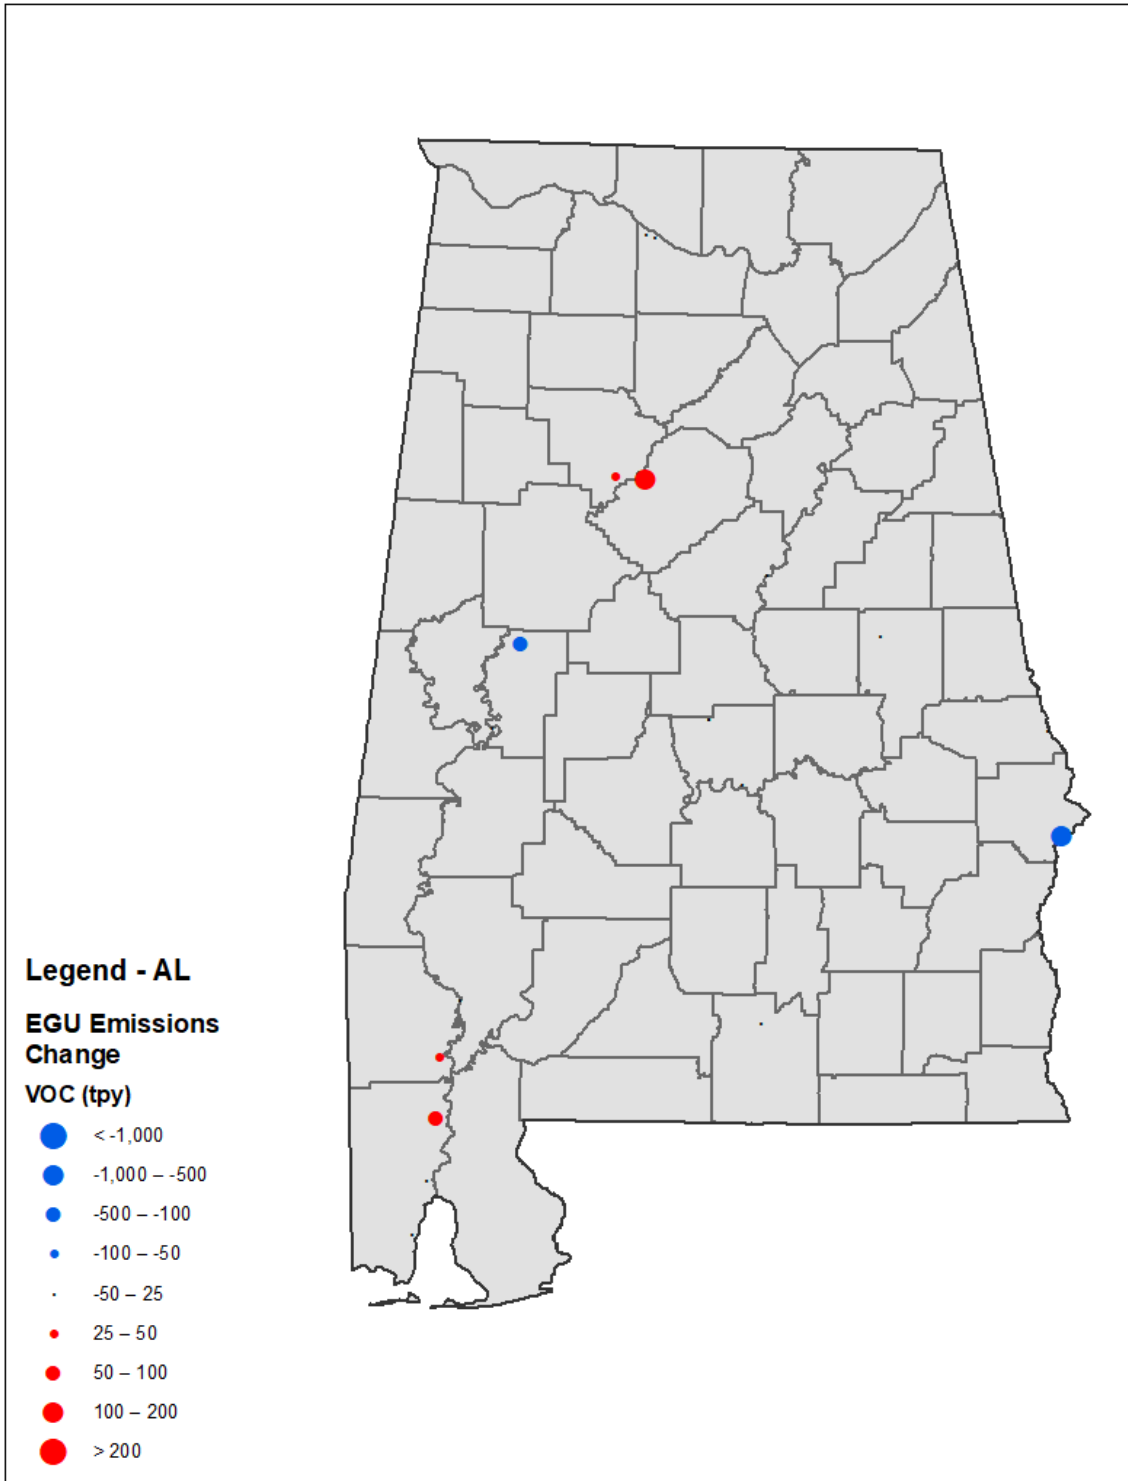 Legend - AL
EGU Emissions
Change
VOC (tpy)
< -1,000
-1,000 – -500
-500 – -100
-100 – -50
-50 – 25
25 – 50
50 – 100
100 – 200
> 200